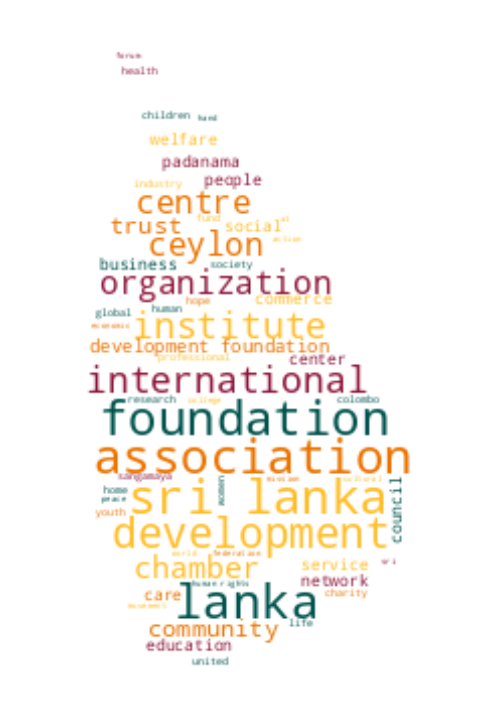 forum
health
children hand
welfare
padanama
industry people
centre
fund
trust social al
ceylon action
business society
organization
hope commerce
global human
economic institute
development foundation
professional center
international
research college colombo
foundation
association
sangamaya mission cultural
home sri lanka women council
peace
youth
development
world federation
chamber service sri
human rights network
care lanka charity
movement
community life
education
united